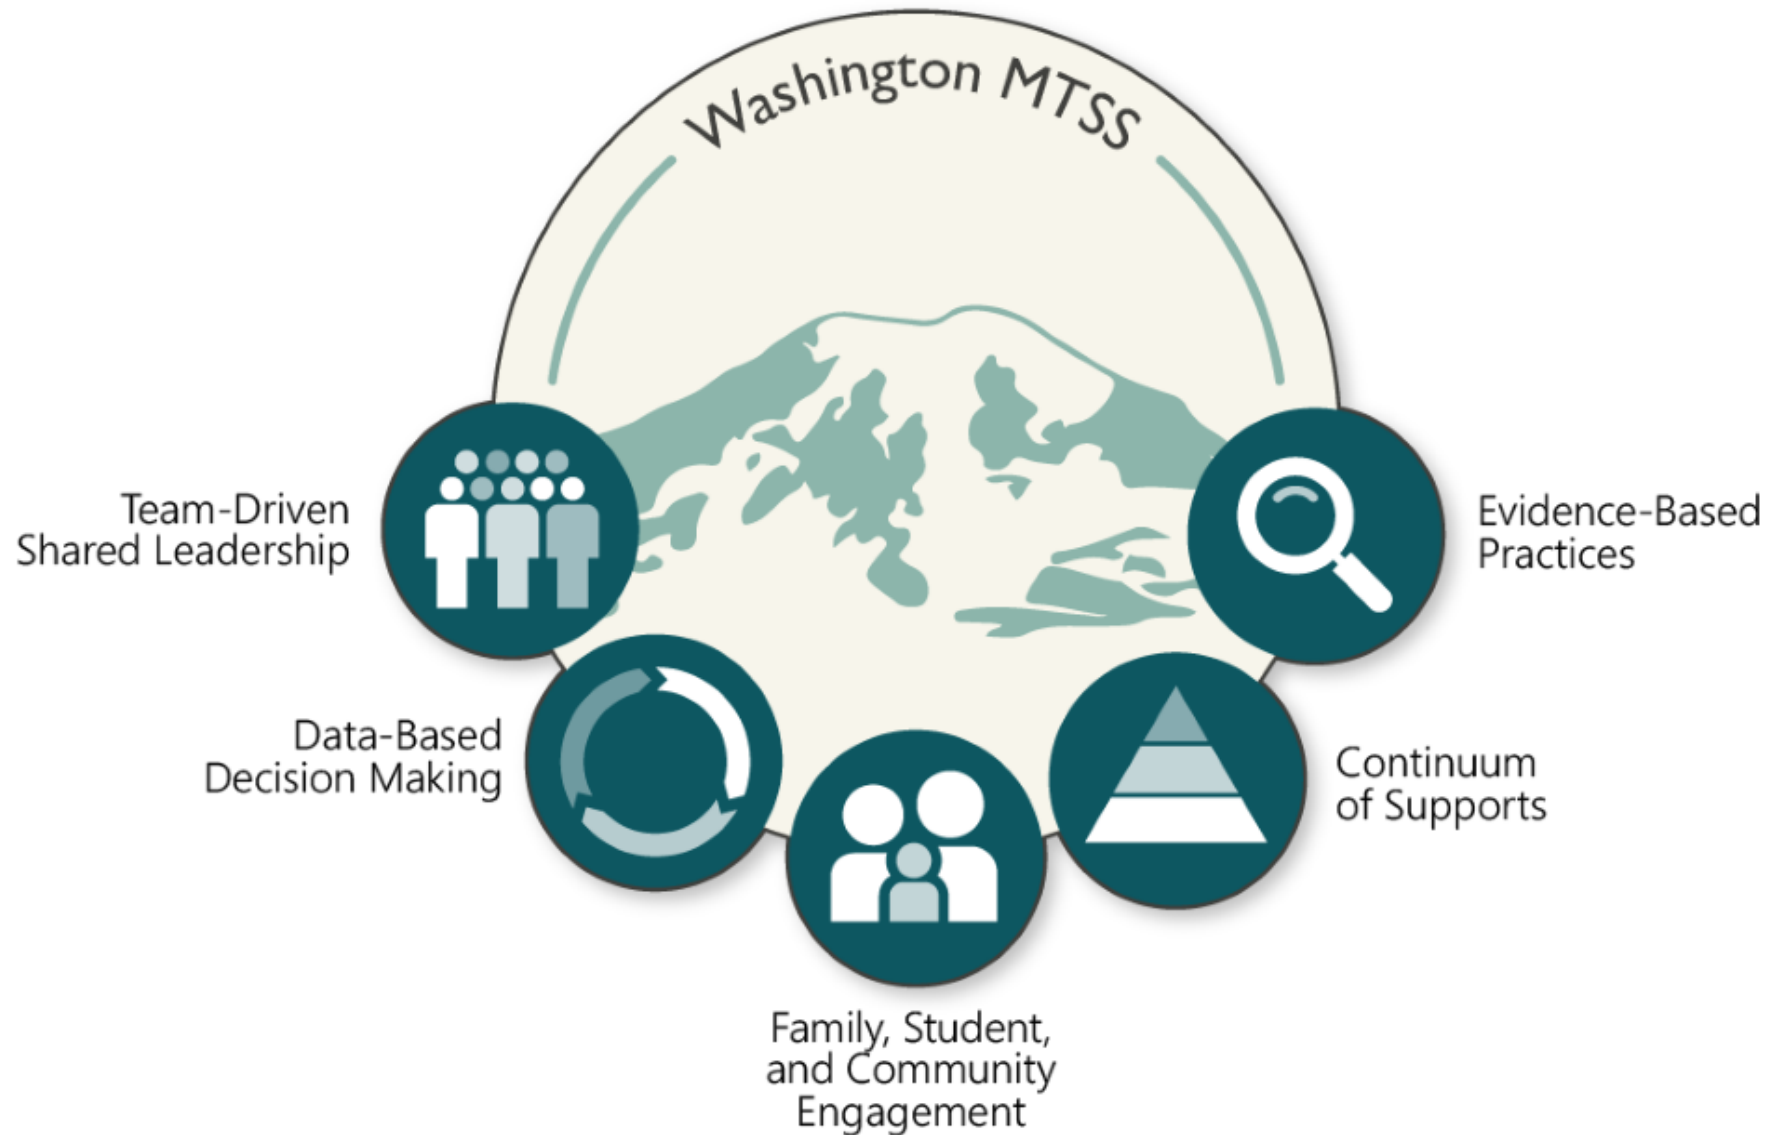 Washington MTSS
Team-Driven
Shared Leadership
Evidence-Based
Practices
Data-Based
Decision Making
Continuum
of Supports
Family, Student,
and Community
Engagement